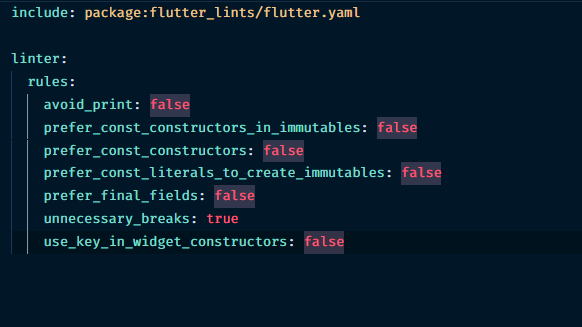 include: package:flutter_lints/flutter.yaml
linter:
rules:
avoid_print: false
prefer_const_constructors_in_immutables: false
prefer_const_constructors: false
prefer_const_literals_to_create_immutables: false
prefer_final_fields: false
unnecessary_breaks: true
use_key_in_widget_constructors: false